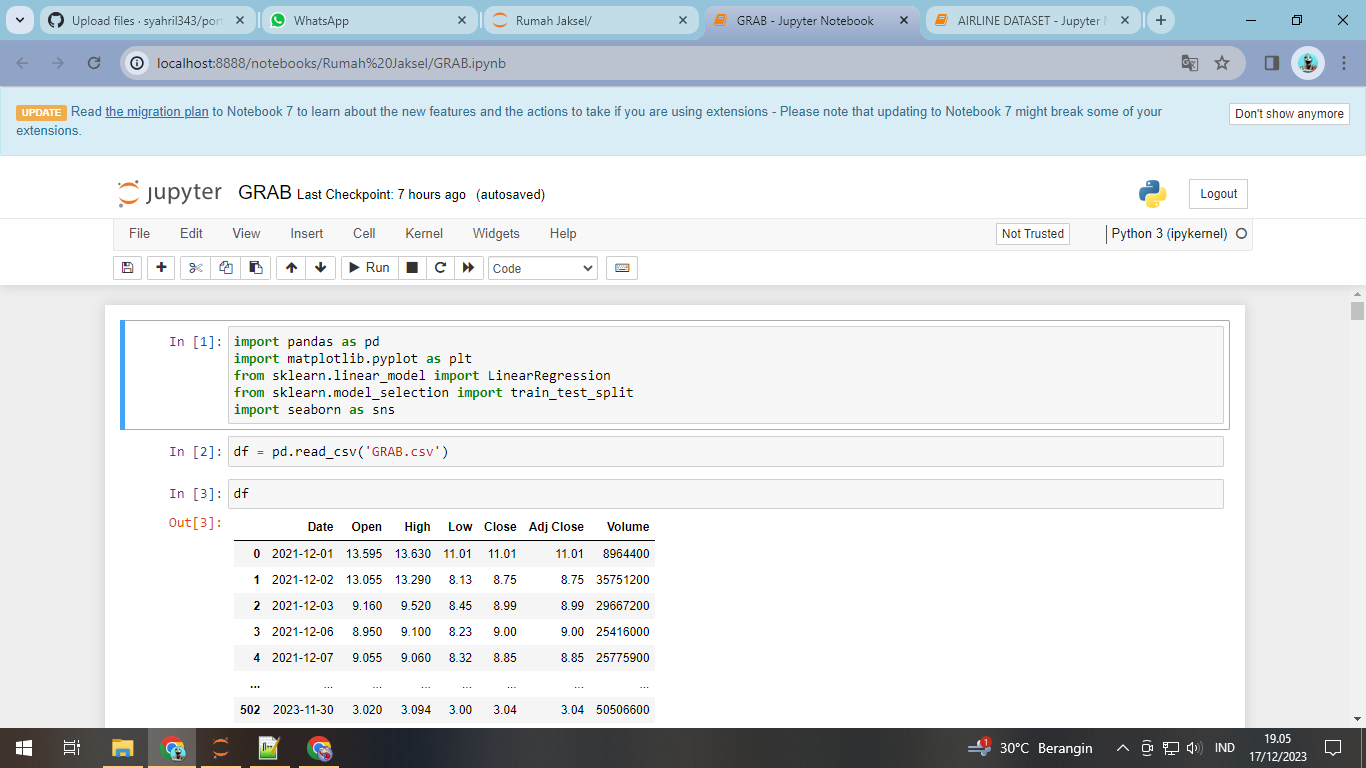 Upload files · syahril343/por
WhatsApp
Rumah Jaksel/
GRAB - Jupyter Notebook
AIRLINE DATASET - Jupyter
localhost:8888/notebooks/Rumah%20Jaksel/GRAB.ipynb
UPDATE Read the migration plan to Notebook 7 to learn about the new features and the actions to take if you are using extensions - Please note that updating to Notebook 7 might break some of your
extensions.
Don't show anymore
jupyter GRAB Last Checkpoint: 7 hours ago (autosaved)
Logout
File Edit View Insert Cell Kernel Widgets Help
Not Trusted
Python 3 (ipykernel)
Run
Code
In [1]: import pandas as pd
import matplotlib.pyplot as plt
from sklearn.linear_model import LinearRegression
from sklearn.model_selection import train_test_split
import seaborn as sns
In [2]: df = pd.read_csv('GRAB.csv')
In [3]: df
Out[3]:
Date Open High Low Close Adj Close Volume
0 2021-12-01 13.595 13.630 11.01 11.01 11.01 8964400
1 2021-12-02 13.055 13.290 8.13 8.75 8.75 35751200
2 2021-12-03 9.160 9.520 8.45 8.99 8.99 29667200
3 2021-12-06 8.950 9.100 8.23 9.00 9.00 25416000
4 2021-12-07 9.055 9.060 8.32 8.85 8.85 25775900
... ... ... ... ... ... ... ...
502 2023-11-30 3.020 3.094 3.00 3.04 3.04 50506600
1
30°C Berangin
IND
19.05
17/12/2023